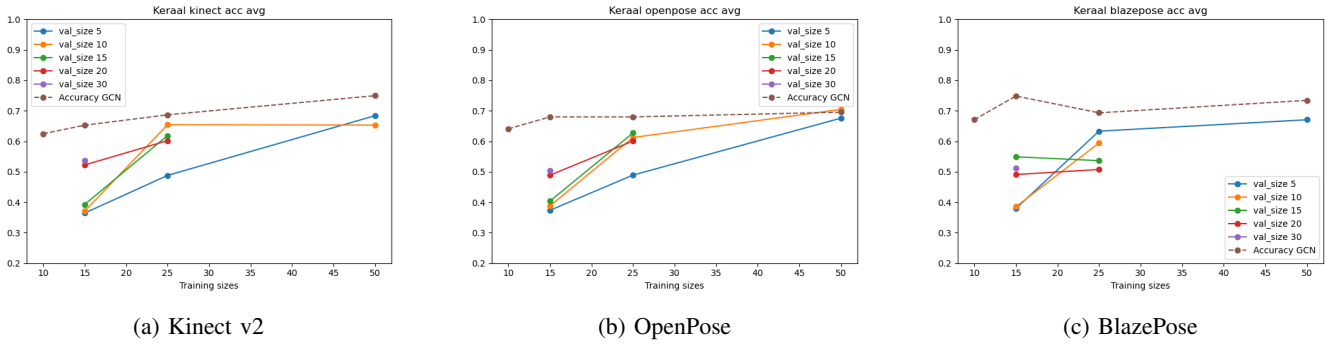 Keraal kinect acc avg
1.0
0.9
0.8
0.7
0.6
0.5
0.4
0.3
0.2
val_size 5
val_size 10
val_size 15
val_size 20
val_size 30
Accuracy GCN
10 15 20 25 30 35 40 45 50
Training sizes
(a) Kinect v2
Keraal openpose acc avg
1.0
0.9
0.8
0.7
0.6
0.5
0.4
0.3
0.2
val_size 5
val_size 10
val_size 15
val_size 20
val_size 30
Accuracy GCN
10 15 20 25 30 35 40 45 50
Training sizes
(b) OpenPose
Keraal blazepose acc avg
1.0
0.9
0.8
0.7
0.6
0.5
0.4
0.3
0.2
val_size 5
val_size 10
val_size 15
val_size 20
val_size 30
Accuracy GCN
10 15 20 25 30 35 40 45 50
Training sizes
(c) BlazePose